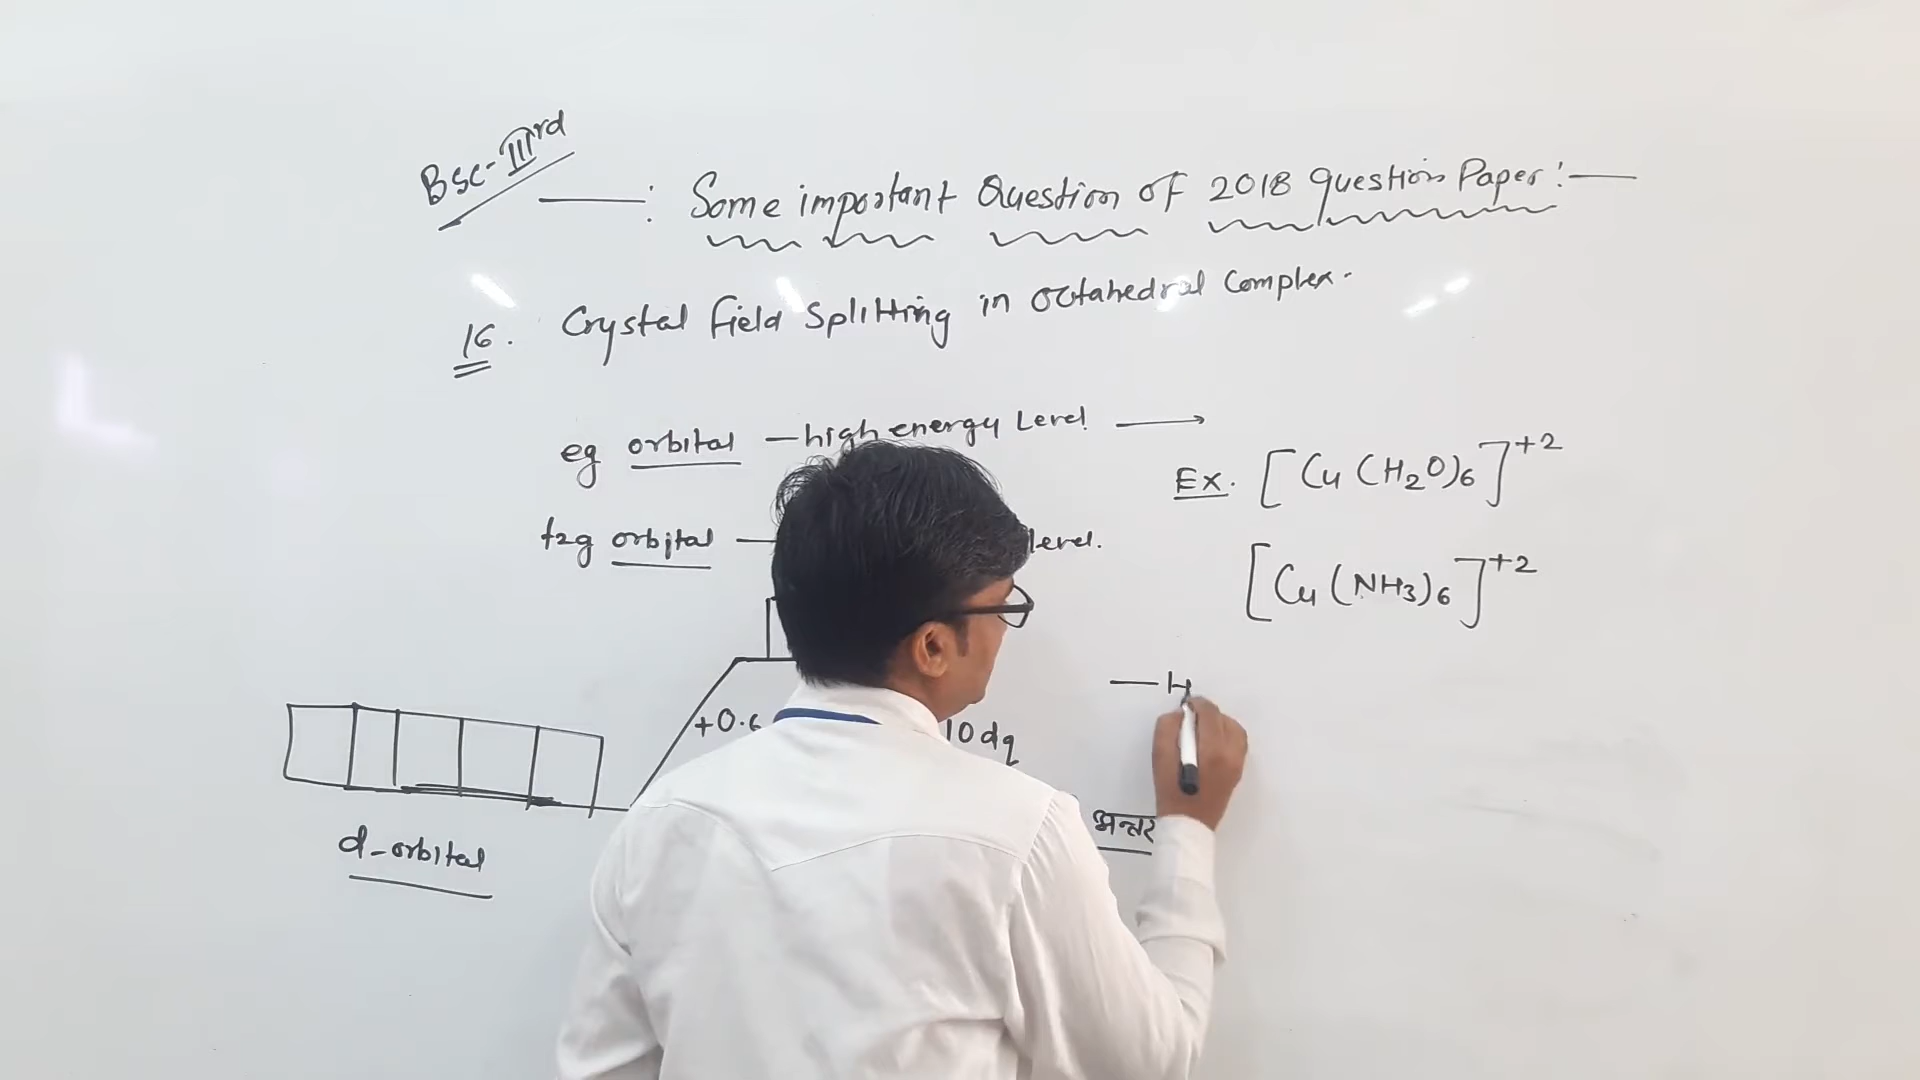 BSC-IIIrd
Some important Question of 2018 question Paper:-
16. Crystal field splitting in octahedral Complex.
eg orbital — high energy Level →
t2g orbital — level.
Ex. [Cu(H2O)6]+2
[Cu(NH3)6]+2
— H
+0.6
10 dq
अन्तर
d-orbital